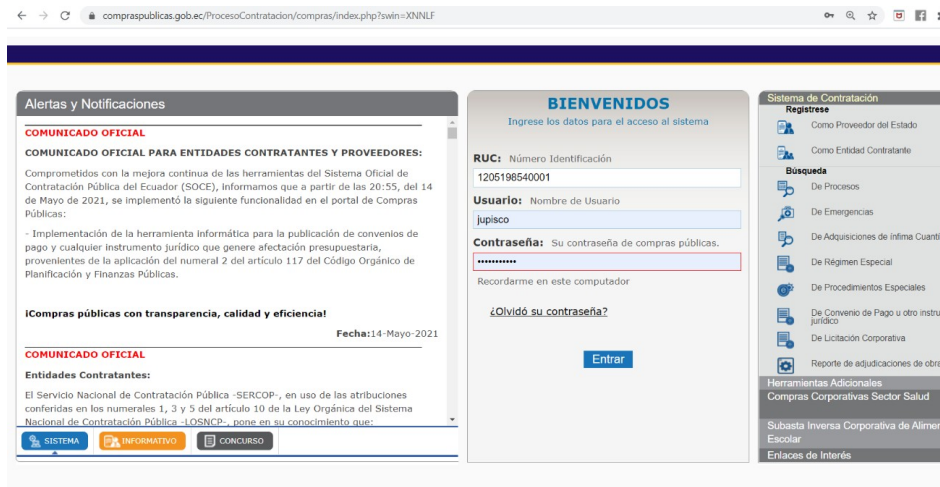 compraspublicas.gob.ec/ProcesoContratacion/compras/index.php?swin=XNNLF
Alertas y Notificaciones
COMUNICADO OFICIAL
COMUNICADO OFICIAL PARA ENTIDADES CONTRATANTES Y PROVEEDORES:
Comprometidos con la mejora continua de las herramientas del Sistema Oficial de
Contratación Pública del Ecuador (SOCE), informamos que a partir de las 20:55, del 14
de Mayo de 2021, se implementó la siguiente funcionalidad en el portal de Compras
Públicas:
- Implementación de la herramienta informática para la publicación de convenios de
pago y cualquier instrumento jurídico que genere afectación presupuestaria,
provenientes de la aplicación del numeral 2 del artículo 117 del Código Orgánico de
Planificación y Finanzas Públicas.
¡Compras públicas con transparencia, calidad y eficiencia!
Fecha:14-Mayo-2021
COMUNICADO OFICIAL
Entidades Contratantes:
El Servicio Nacional de Contratación Pública -SERCOP-, en uso de las atribuciones
conferidas en los numerales 1, 3 y 5 del artículo 10 de la Ley Orgánica del Sistema
Nacional de Contratación Pública -LOSNCP-, pone en su conocimiento que:
SISTEMA
INFORMATIVO
CONCURSO
BIENVENIDOS
Ingrese los datos para el acceso al sistema
RUC: Número Identificación
1205198540001
Usuario: Nombre de Usuario
jupisco
Contraseña: Su contraseña de compras públicas.
•••••••••••
Recordarme en este computador
¿Olvidó su contraseña?
Entrar
Sistema de Contratación
Regístrese
Como Proveedor del Estado
Como Entidad Contratante
Búsqueda
De Procesos
De Emergencias
De Adquisiciones de ínfima Cuantí
De Régimen Especial
De Procedimientos Especiales
De Convenio de Pago u otro instru
jurídico
De Licitación Corporativa
Reporte de adjudicaciones de obra
Herramientas Adicionales
Compras Corporativas Sector Salud
Subasta Inversa Corporativa de Alimen
Escolar
Enlaces de Interés